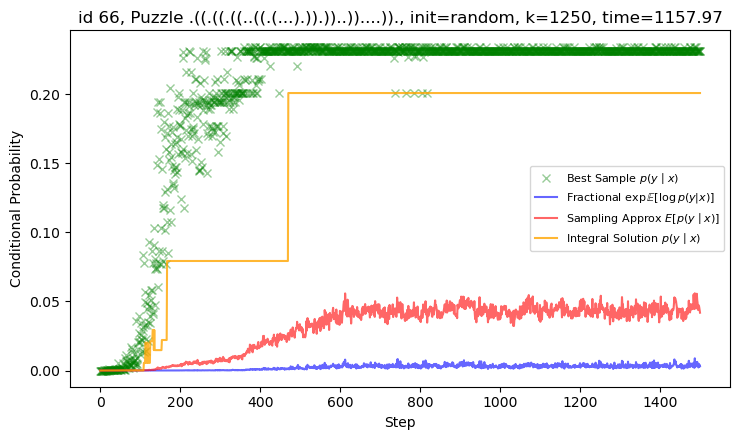 id 66, Puzzle .((.((.((..((.(...).)).))..))....))., init=random, k=1250, time=1157.97
Conditional Probability
0.20
0.15
0.10
0.05
0.00
Best Sample p(y | x)
Fractional exp𝔼[log p(y|x)]
Sampling Approx E[p(y | x)]
Integral Solution p(y | x)
0 200 400 600 800 1000 1200 1400
Step